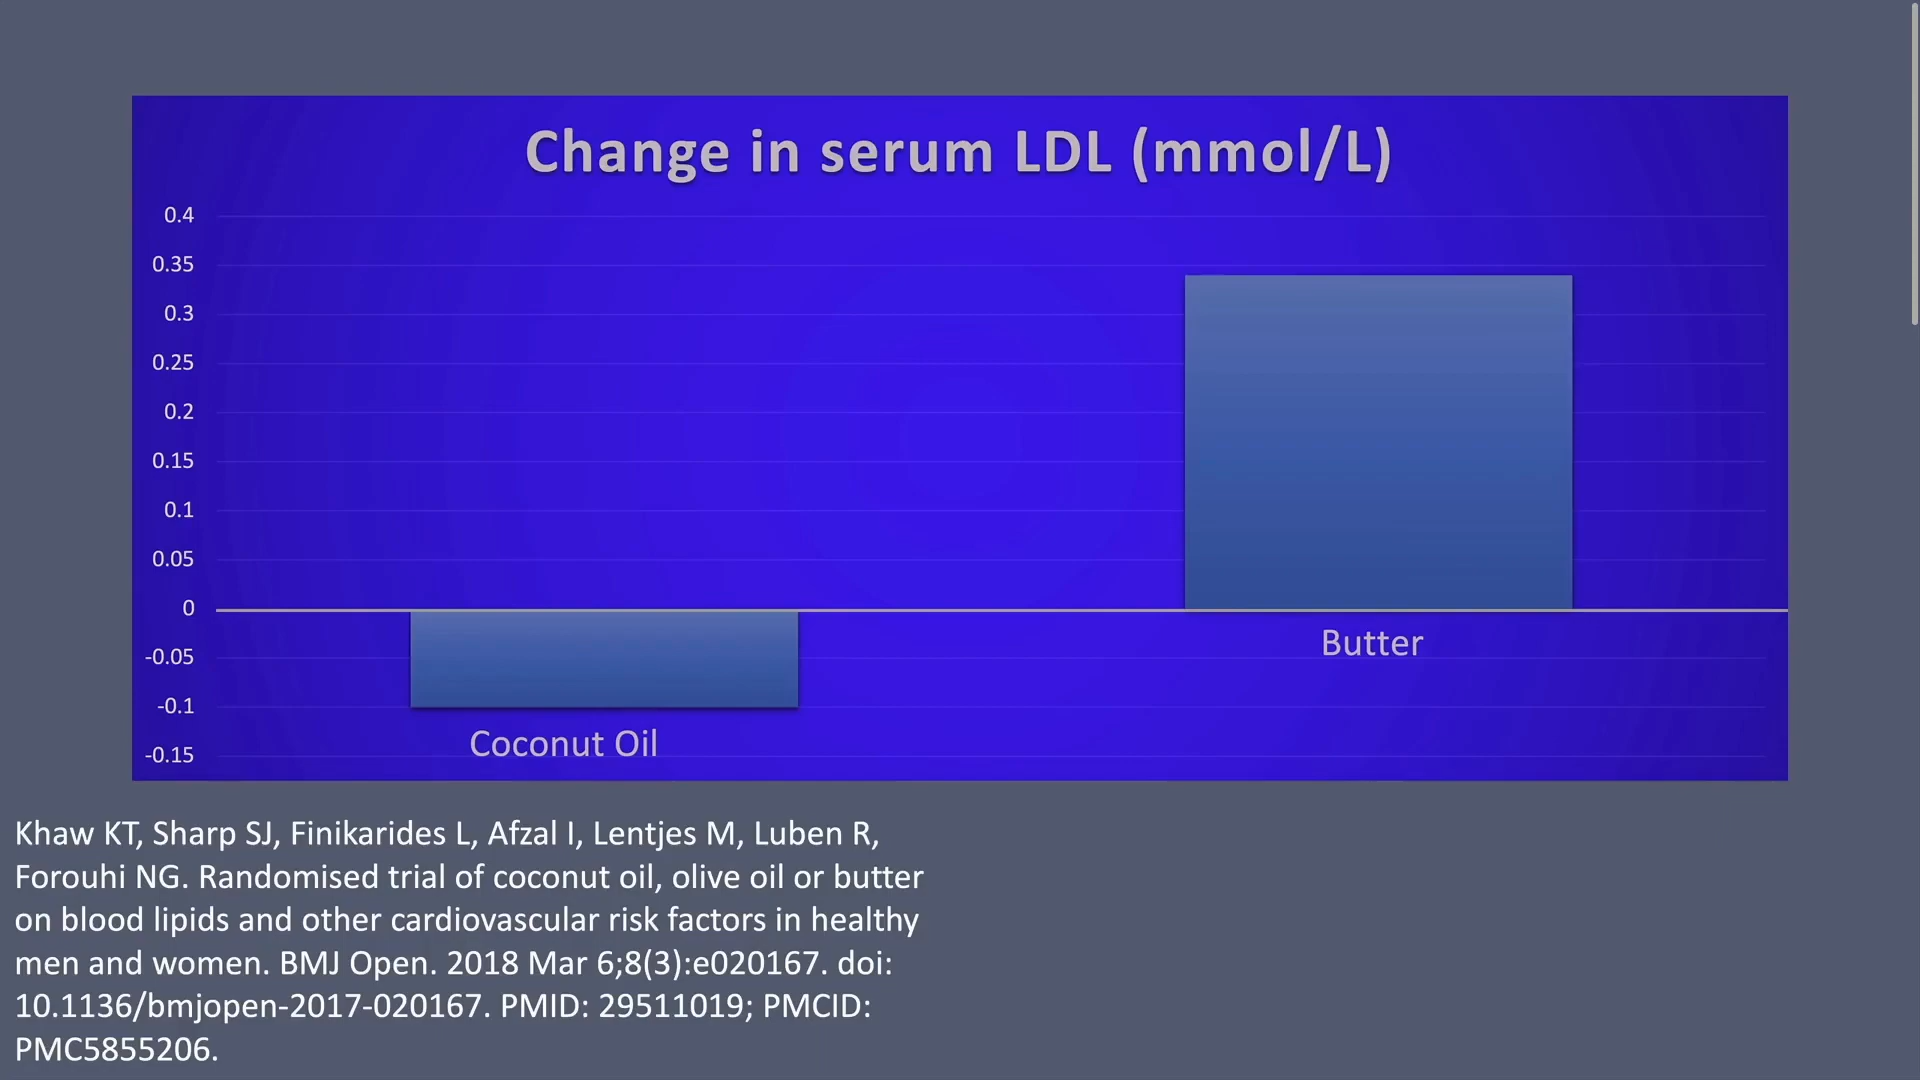 Change in serum LDL (mmol/L)
0.4
0.35
0.3
0.25
0.2
0.15
0.1
0.05
0
-0.05
-0.1
-0.15
Butter
Coconut Oil
Khaw KT, Sharp SJ, Finikarides L, Afzal I, Lentjes M, Luben R,
Forouhi NG. Randomised trial of coconut oil, olive oil or butter
on blood lipids and other cardiovascular risk factors in healthy
men and women. BMJ Open. 2018 Mar 6;8(3):e020167. doi:
10.1136/bmjopen-2017-020167. PMID: 29511019; PMCID:
PMC5855206.